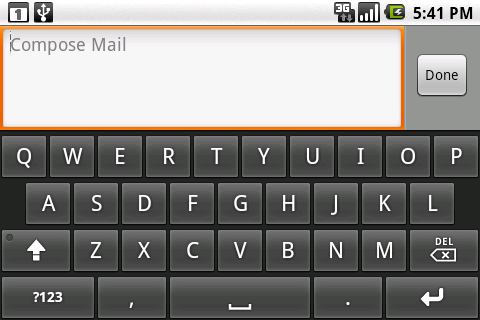 1 3G 5:41 PM
Compose Mail
Done
Q W E R T Y U I O P
A S D F G H J K L
Z X C V B N M DEL
?123 , .